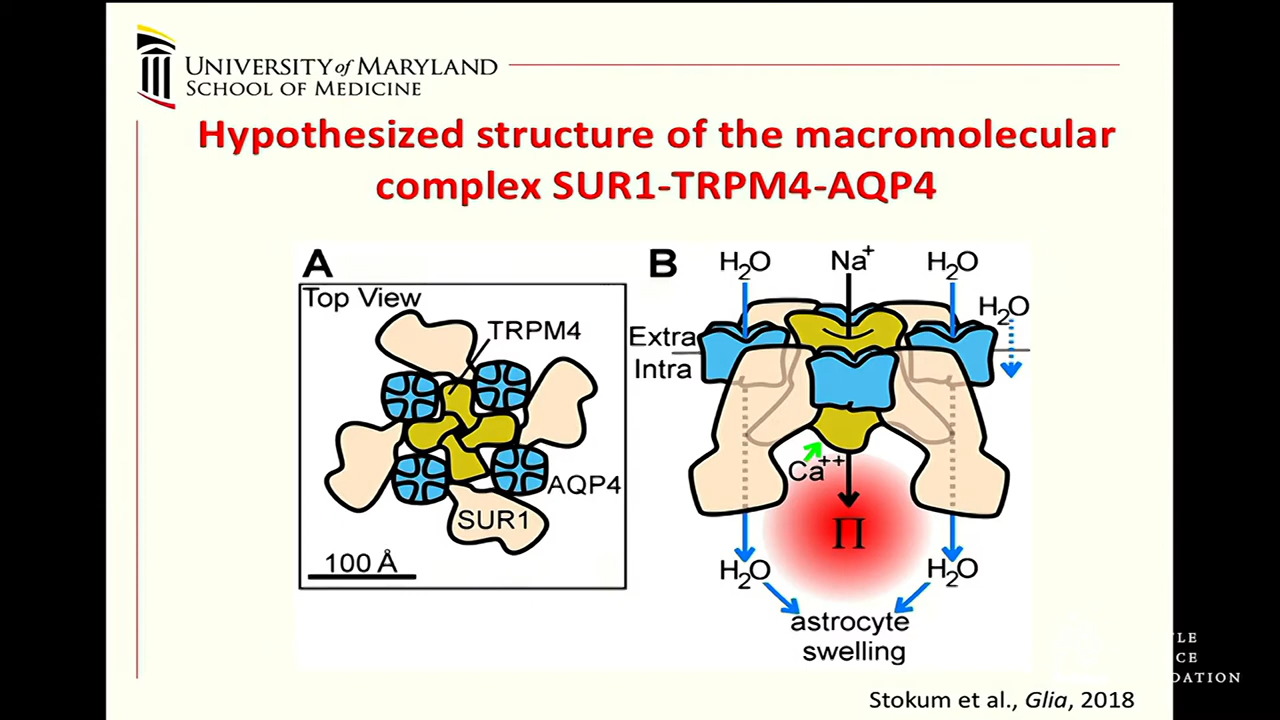 UNIVERSITY of MARYLAND
SCHOOL OF MEDICINE
Hypothesized structure of the macromolecular
complex SUR1-TRPM4-AQP4
A
Top View
TRPM4
AQP4
SUR1
100 Å
B
H₂O
Na⁺
H₂O
H₂O
Extra
Intra
Ca⁺⁺
Π
H₂O
H₂O
astrocyte
swelling
Stokum et al., Glia, 2018